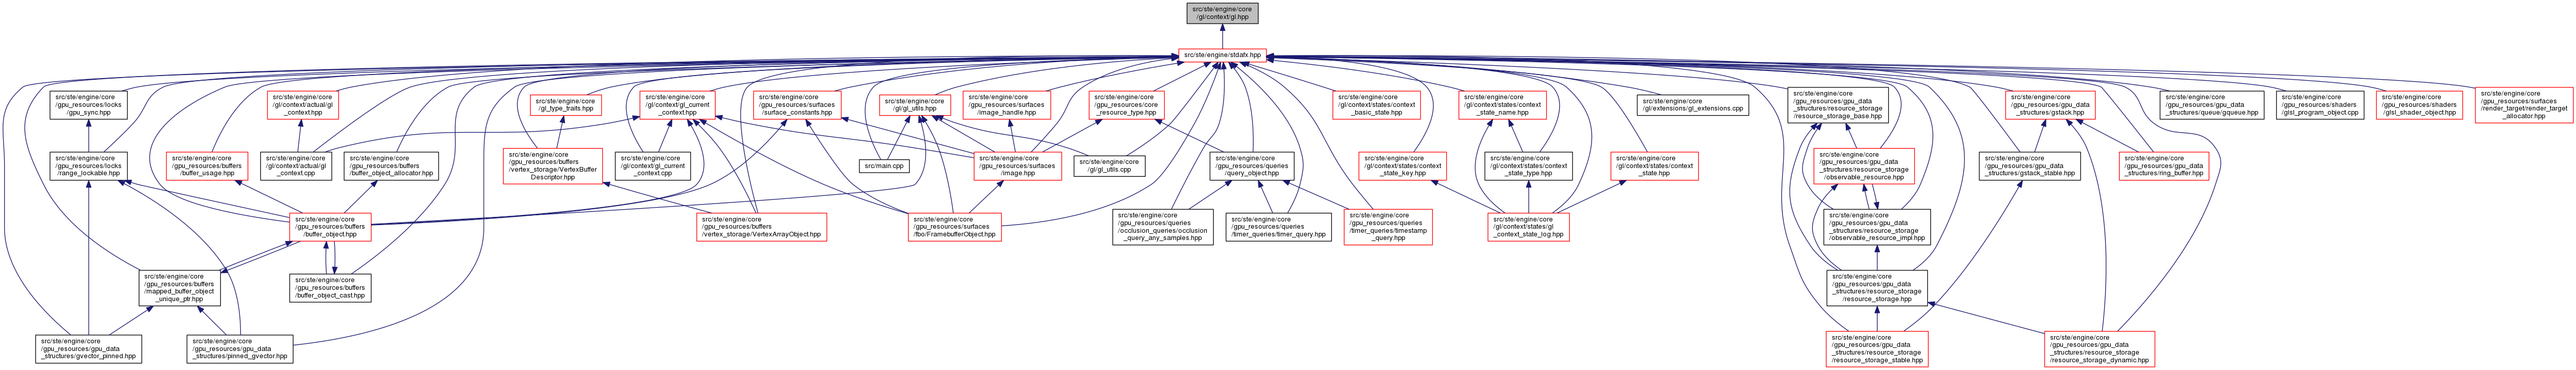 src/ste/engine/core
/gl/context/gl.hpp
src/ste/engine/stdafx.hpp
src/ste/engine/core
/gpu_resources/locks
/gpu_sync.hpp
src/ste/engine/core
/gl/context/actual/gl
_context.hpp
src/ste/engine/core
/gl_type_traits.hpp
src/ste/engine/core
/gl/context/gl_current
_context.hpp
src/ste/engine/core
/gpu_resources/surfaces
/surface_constants.hpp
src/ste/engine/core
/gl/gl_utils.hpp
src/ste/engine/core
/gpu_resources/surfaces
/image_handle.hpp
src/ste/engine/core
/gpu_resources/core
_resource_type.hpp
src/ste/engine/core
/gl/context/states/context
_basic_state.hpp
src/ste/engine/core
/gl/context/states/context
_state_name.hpp
src/ste/engine/core
/gl/extensions/gl_extensions.cpp
src/ste/engine/core
/gpu_resources/gpu_data
_structures/resource_storage
/resource_storage_base.hpp
src/ste/engine/core
/gpu_resources/gpu_data
_structures/gstack.hpp
src/ste/engine/core
/gpu_resources/gpu_data
_structures/queue/gqueue.hpp
src/ste/engine/core
/gpu_resources/shaders
/glsl_program_object.cpp
src/ste/engine/core
/gpu_resources/shaders
/glsl_shader_object.hpp
src/ste/engine/core
/gpu_resources/surfaces
/render_target/render_target
_allocator.hpp
src/ste/engine/core
/gpu_resources/locks
/range_lockable.hpp
src/ste/engine/core
/gpu_resources/buffers
/buffer_usage.hpp
src/ste/engine/core
/gl/context/actual/gl
_context.cpp
src/ste/engine/core
/gpu_resources/buffers
/buffer_object_allocator.hpp
src/ste/engine/core
/gpu_resources/buffers
/vertex_storage/VertexBuffer
Descriptor.hpp
src/ste/engine/core
/gl/context/gl_current
_context.cpp
src/main.cpp
src/ste/engine/core
/gpu_resources/surfaces
/image.hpp
src/ste/engine/core
/gl/gl_utils.cpp
src/ste/engine/core
/gpu_resources/queries
/query_object.hpp
src/ste/engine/core
/gl/context/states/context
_state_key.hpp
src/ste/engine/core
/gl/context/states/context
_state_type.hpp
src/ste/engine/core
/gl/context/states/context
_state.hpp
src/ste/engine/core
/gpu_resources/gpu_data
_structures/resource_storage
/observable_resource.hpp
src/ste/engine/core
/gpu_resources/gpu_data
_structures/gstack_stable.hpp
src/ste/engine/core
/gpu_resources/gpu_data
_structures/ring_buffer.hpp
src/ste/engine/core
/gpu_resources/buffers
/buffer_object.hpp
src/ste/engine/core
/gpu_resources/buffers
/vertex_storage/VertexArrayObject.hpp
src/ste/engine/core
/gpu_resources/surfaces
/fbo/FramebufferObject.hpp
src/ste/engine/core
/gpu_resources/queries
/occlusion_queries/occlusion
_query_any_samples.hpp
src/ste/engine/core
/gpu_resources/queries
/timer_queries/timer_query.hpp
src/ste/engine/core
/gpu_resources/queries
/timer_queries/timestamp
_query.hpp
src/ste/engine/core
/gl/context/states/gl
_context_state_log.hpp
src/ste/engine/core
/gpu_resources/gpu_data
_structures/resource_storage
/observable_resource_impl.hpp
src/ste/engine/core
/gpu_resources/buffers
/mapped_buffer_object
_unique_ptr.hpp
src/ste/engine/core
/gpu_resources/buffers
/buffer_object_cast.hpp
src/ste/engine/core
/gpu_resources/gpu_data
_structures/resource_storage
/resource_storage.hpp
src/ste/engine/core
/gpu_resources/gpu_data
_structures/gvector_pinned.hpp
src/ste/engine/core
/gpu_resources/gpu_data
_structures/pinned_gvector.hpp
src/ste/engine/core
/gpu_resources/gpu_data
_structures/resource_storage
/resource_storage_stable.hpp
src/ste/engine/core
/gpu_resources/gpu_data
_structures/resource_storage
/resource_storage_dynamic.hpp